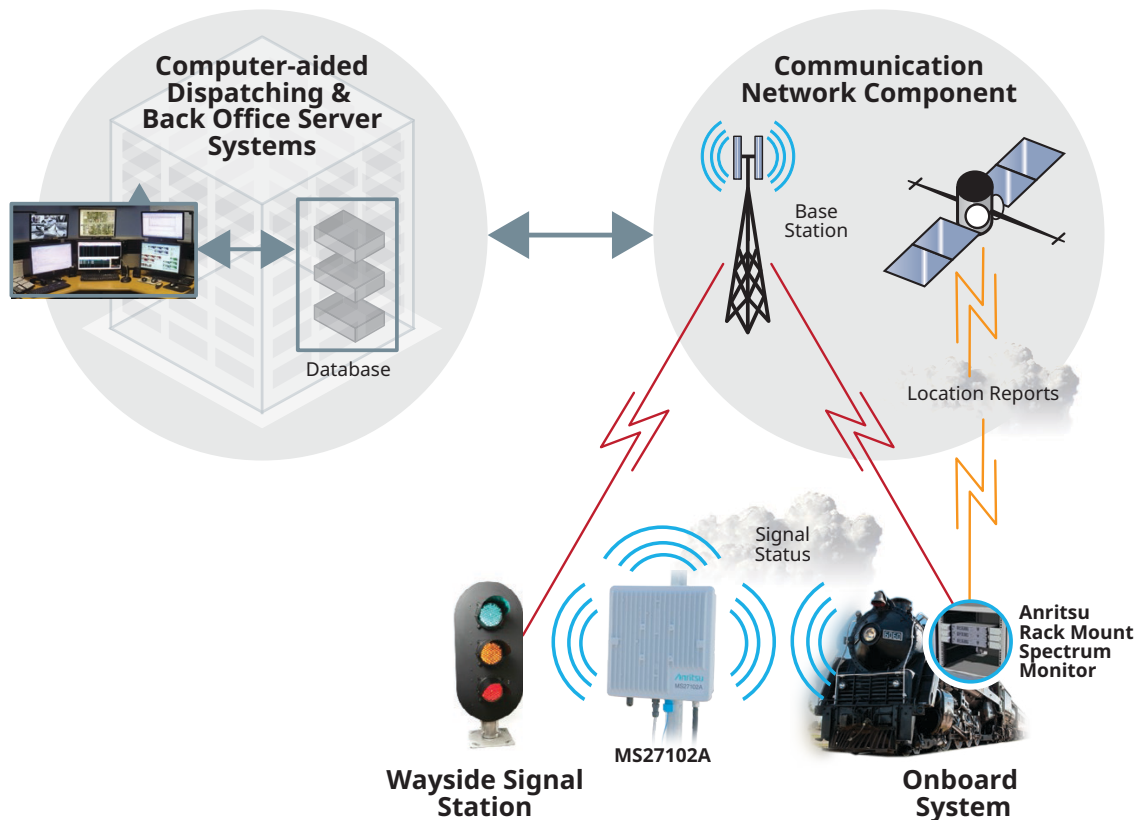 Computer-aided
Dispatching &
Back Office Server
Systems
Database
Communication
Network Component
Base
Station
Location Reports
Signal
Status
Anritsu
Rack Mount
Spectrum
Monitor
Anritsu
MS27102A
MS27102A
Wayside Signal
Station
Onboard
System